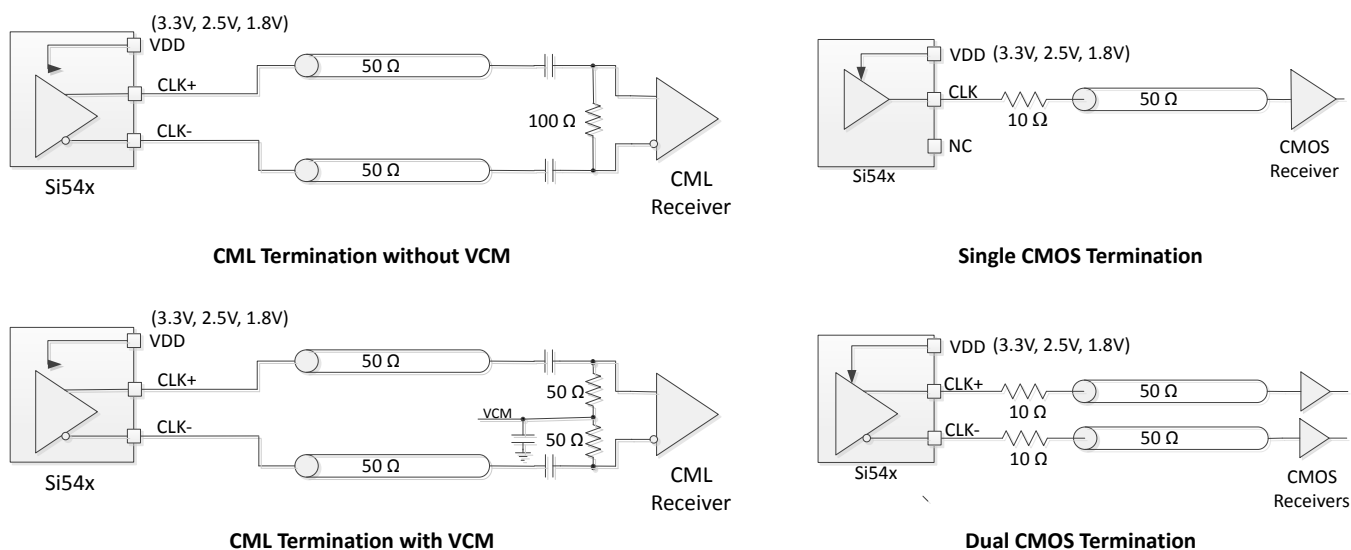 (3.3V, 2.5V, 1.8V)
VDD
CLK+
CLK-
Si54x
50 Ω
50 Ω
100 Ω
CML
Receiver
CML Termination without VCM
VDD (3.3V, 2.5V, 1.8V)
CLK
NC
Si54x
10 Ω
50 Ω
CMOS
Receiver
Single CMOS Termination
(3.3V, 2.5V, 1.8V)
VDD
CLK+
CLK-
Si54x
50 Ω
50 Ω
50 Ω
VCM
50 Ω
CML
Receiver
CML Termination with VCM
VDD (3.3V, 2.5V, 1.8V)
CLK+
CLK-
Si54x
10 Ω
50 Ω
10 Ω
50 Ω
CMOS
Receivers
Dual CMOS Termination